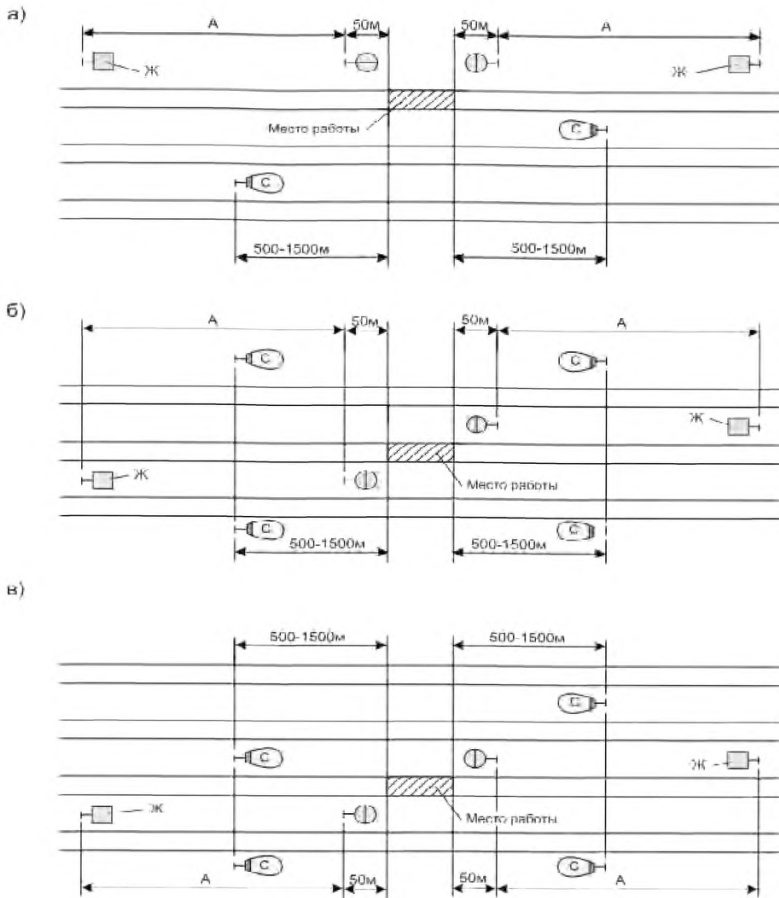 а)
А 50м 50м А
Ж Ж
Место работы
С
С
500-1500м 500-1500м
б)
А 50м 50м А
С С
Ж
Ж
Место работы
С С
500-1500м 500-1500м
в)
500-1500м 500-1500м
С
С
Ж
Ж
Место работы
С С
А 50м 50м А